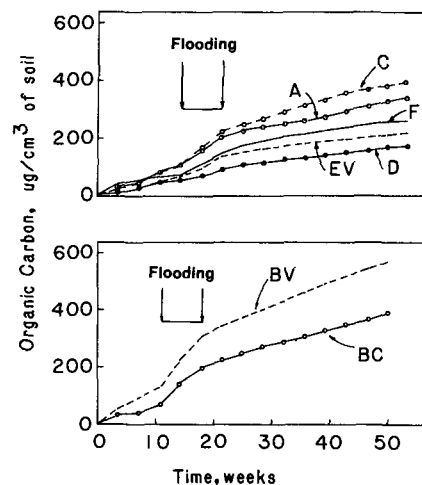 600
Flooding
C
A
400
F
200
EV
D
0
Organic Carbon, ug/cm³ of soil
600
Flooding
BV
400
BC
200
0
0 10 20 30 40 50
Time, weeks